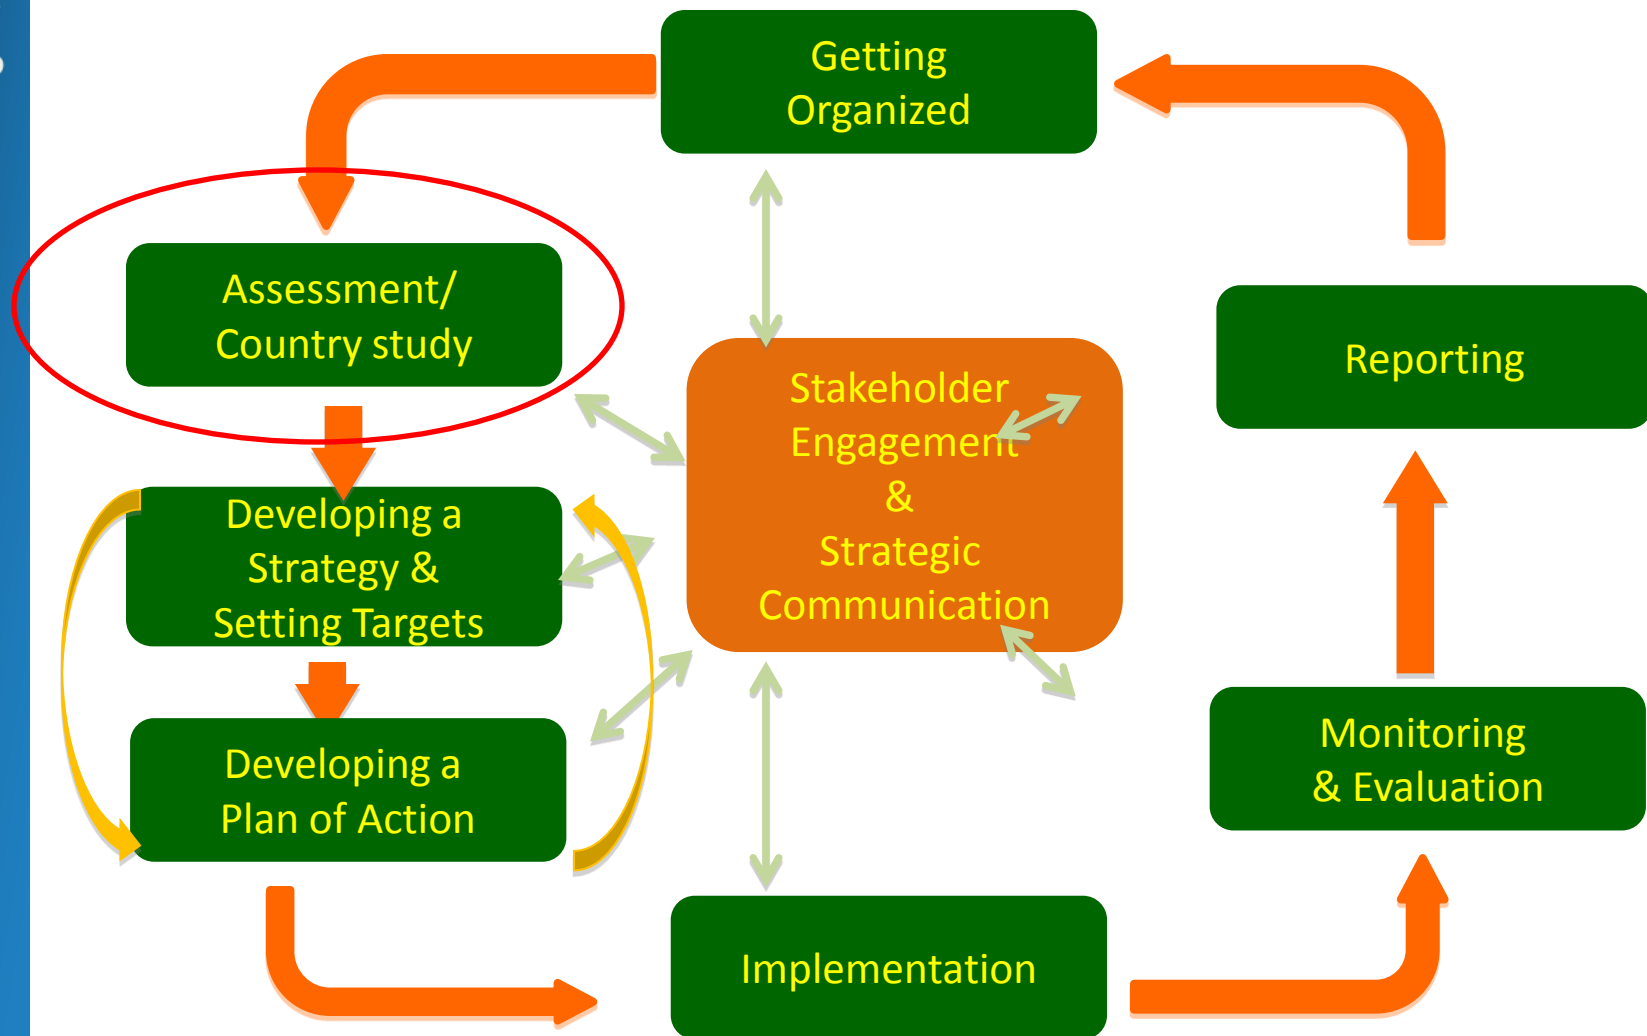 Getting
Organized
Assessment/
Country study
Stakeholder
Engagement
&
Strategic
Communication
Reporting
Developing a
Strategy &
Setting Targets
Developing a
Plan of Action
Monitoring
& Evaluation
Implementation